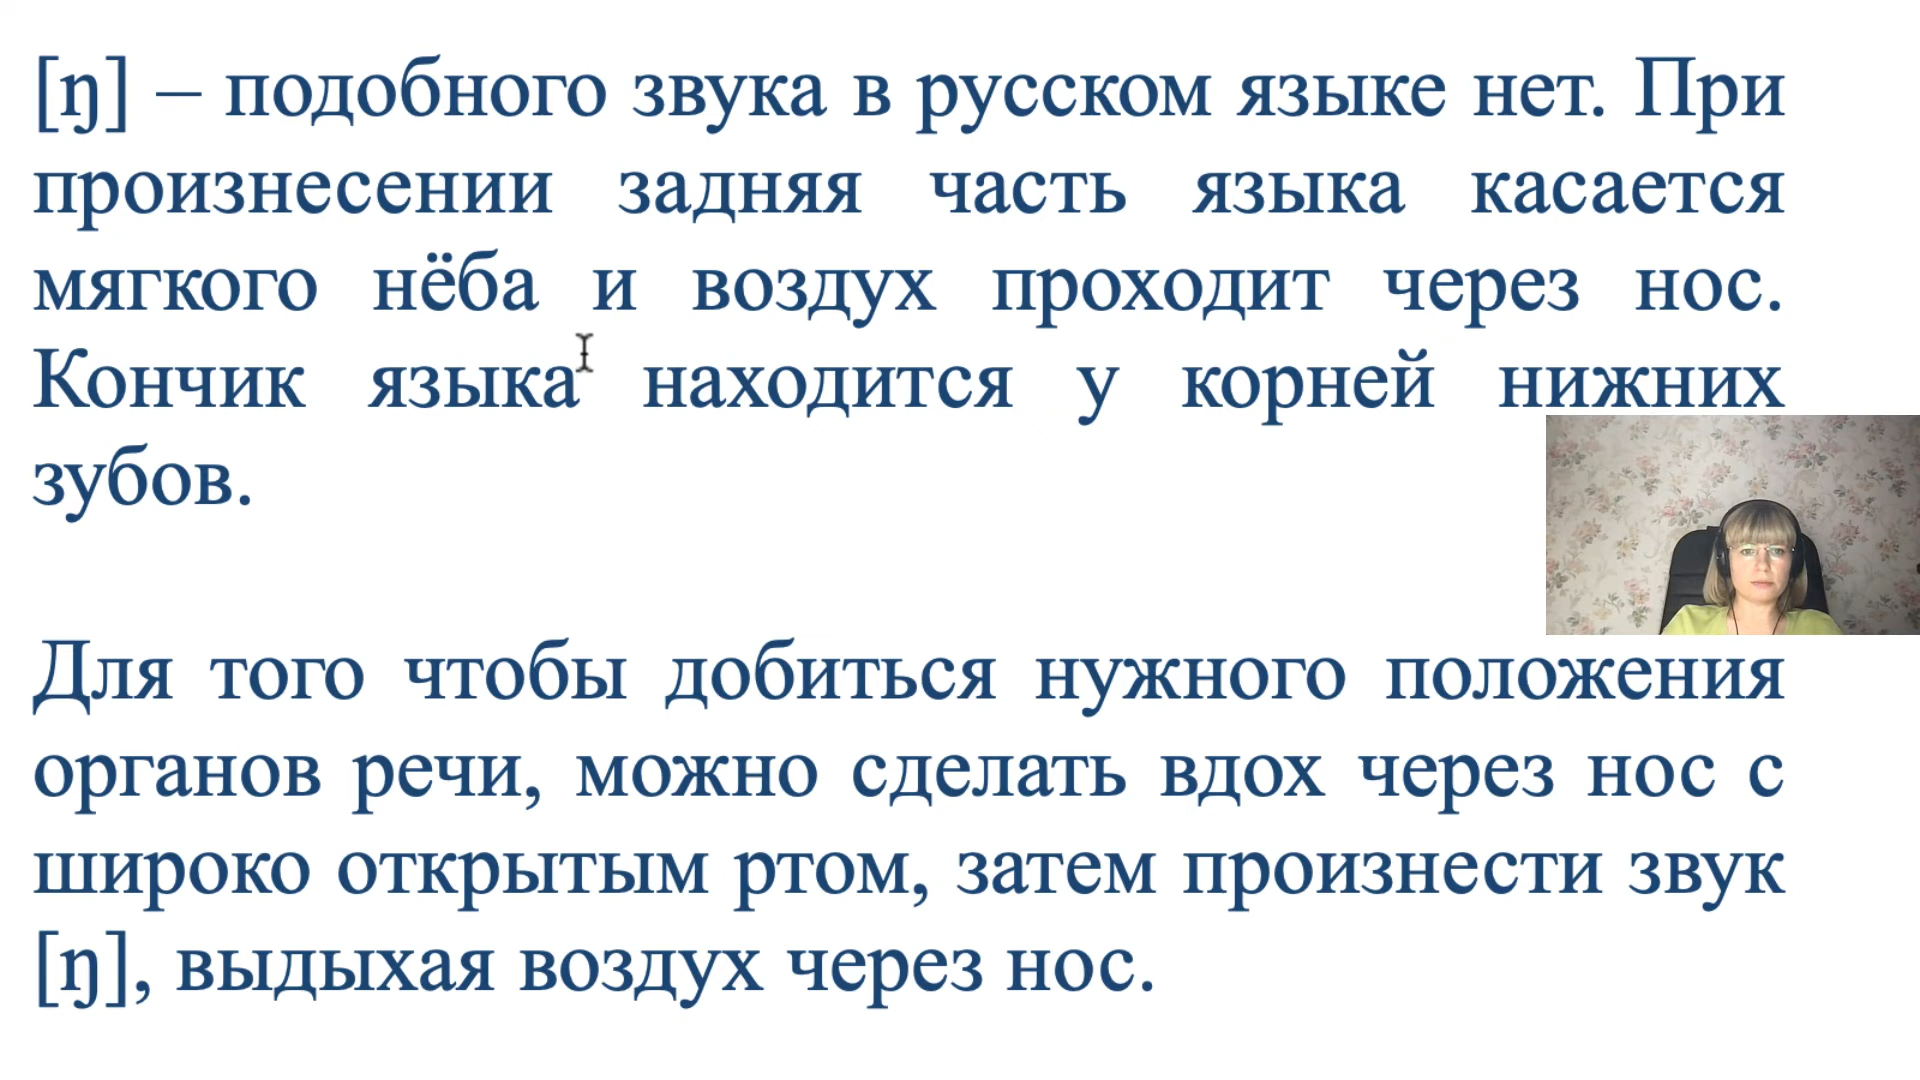 [ŋ] – подобного звука в русском языке нет. При
произнесении задняя часть языка касается
мягкого нёба и воздух проходит через нос.
Кончик языка находится у корней нижних
зубов.
Для того чтобы добиться нужного положения
органов речи, можно сделать вдох через нос с
широко открытым ртом, затем произнести звук
[ŋ], выдыхая воздух через нос.